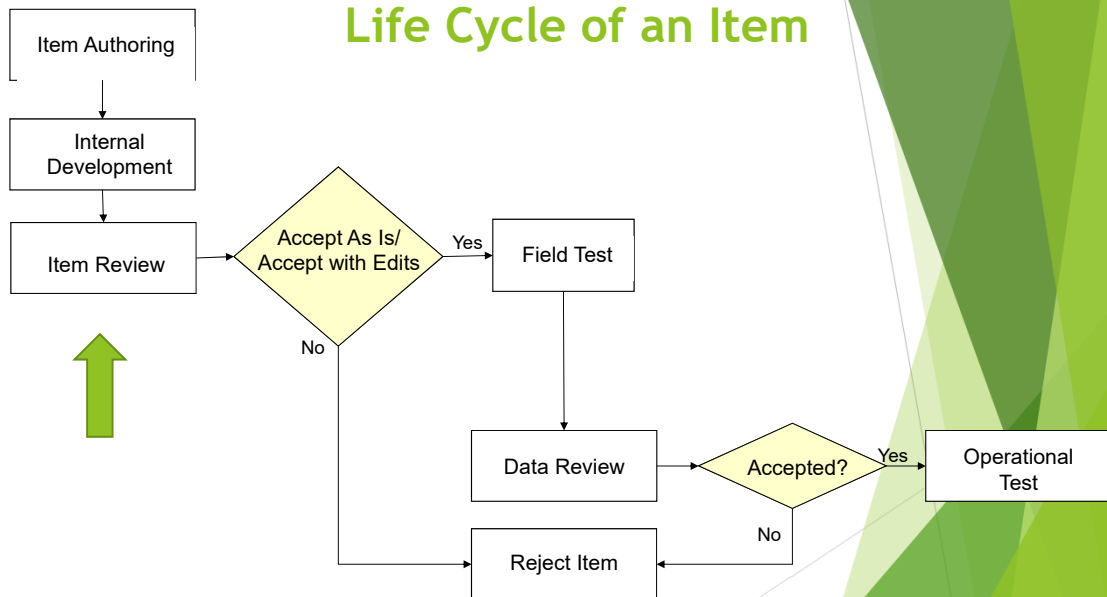 Life Cycle of an Item
Item Authoring
Internal
Development
Item Review
Accept As Is/
Accept with Edits
Yes
Field Test
No
Data Review
Accepted?
Yes
Operational
Test
No
Reject Item